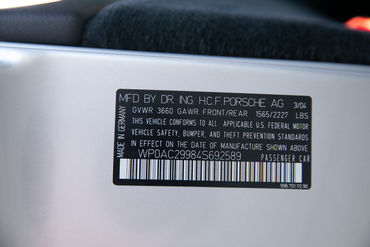 MFD BY DR. ING. H.C.F. PORSCHE AG 3/04
GVWR 3660 GAWR FRONT/REAR 1565/2227 LBS
THIS VEHICLE CONFORMS TO ALL APPLICABLE U.S. FEDERAL MOTOR
VEHICLE SAFETY, BUMPER, AND THEFT PREVENTION STANDARDS
IN EFFECT ON THE DATE OF MANUFACTURE SHOWN ABOVE
WP0AC29984S692589 PASSENGER CAR
MADE IN GERMANY
996.701.112.90